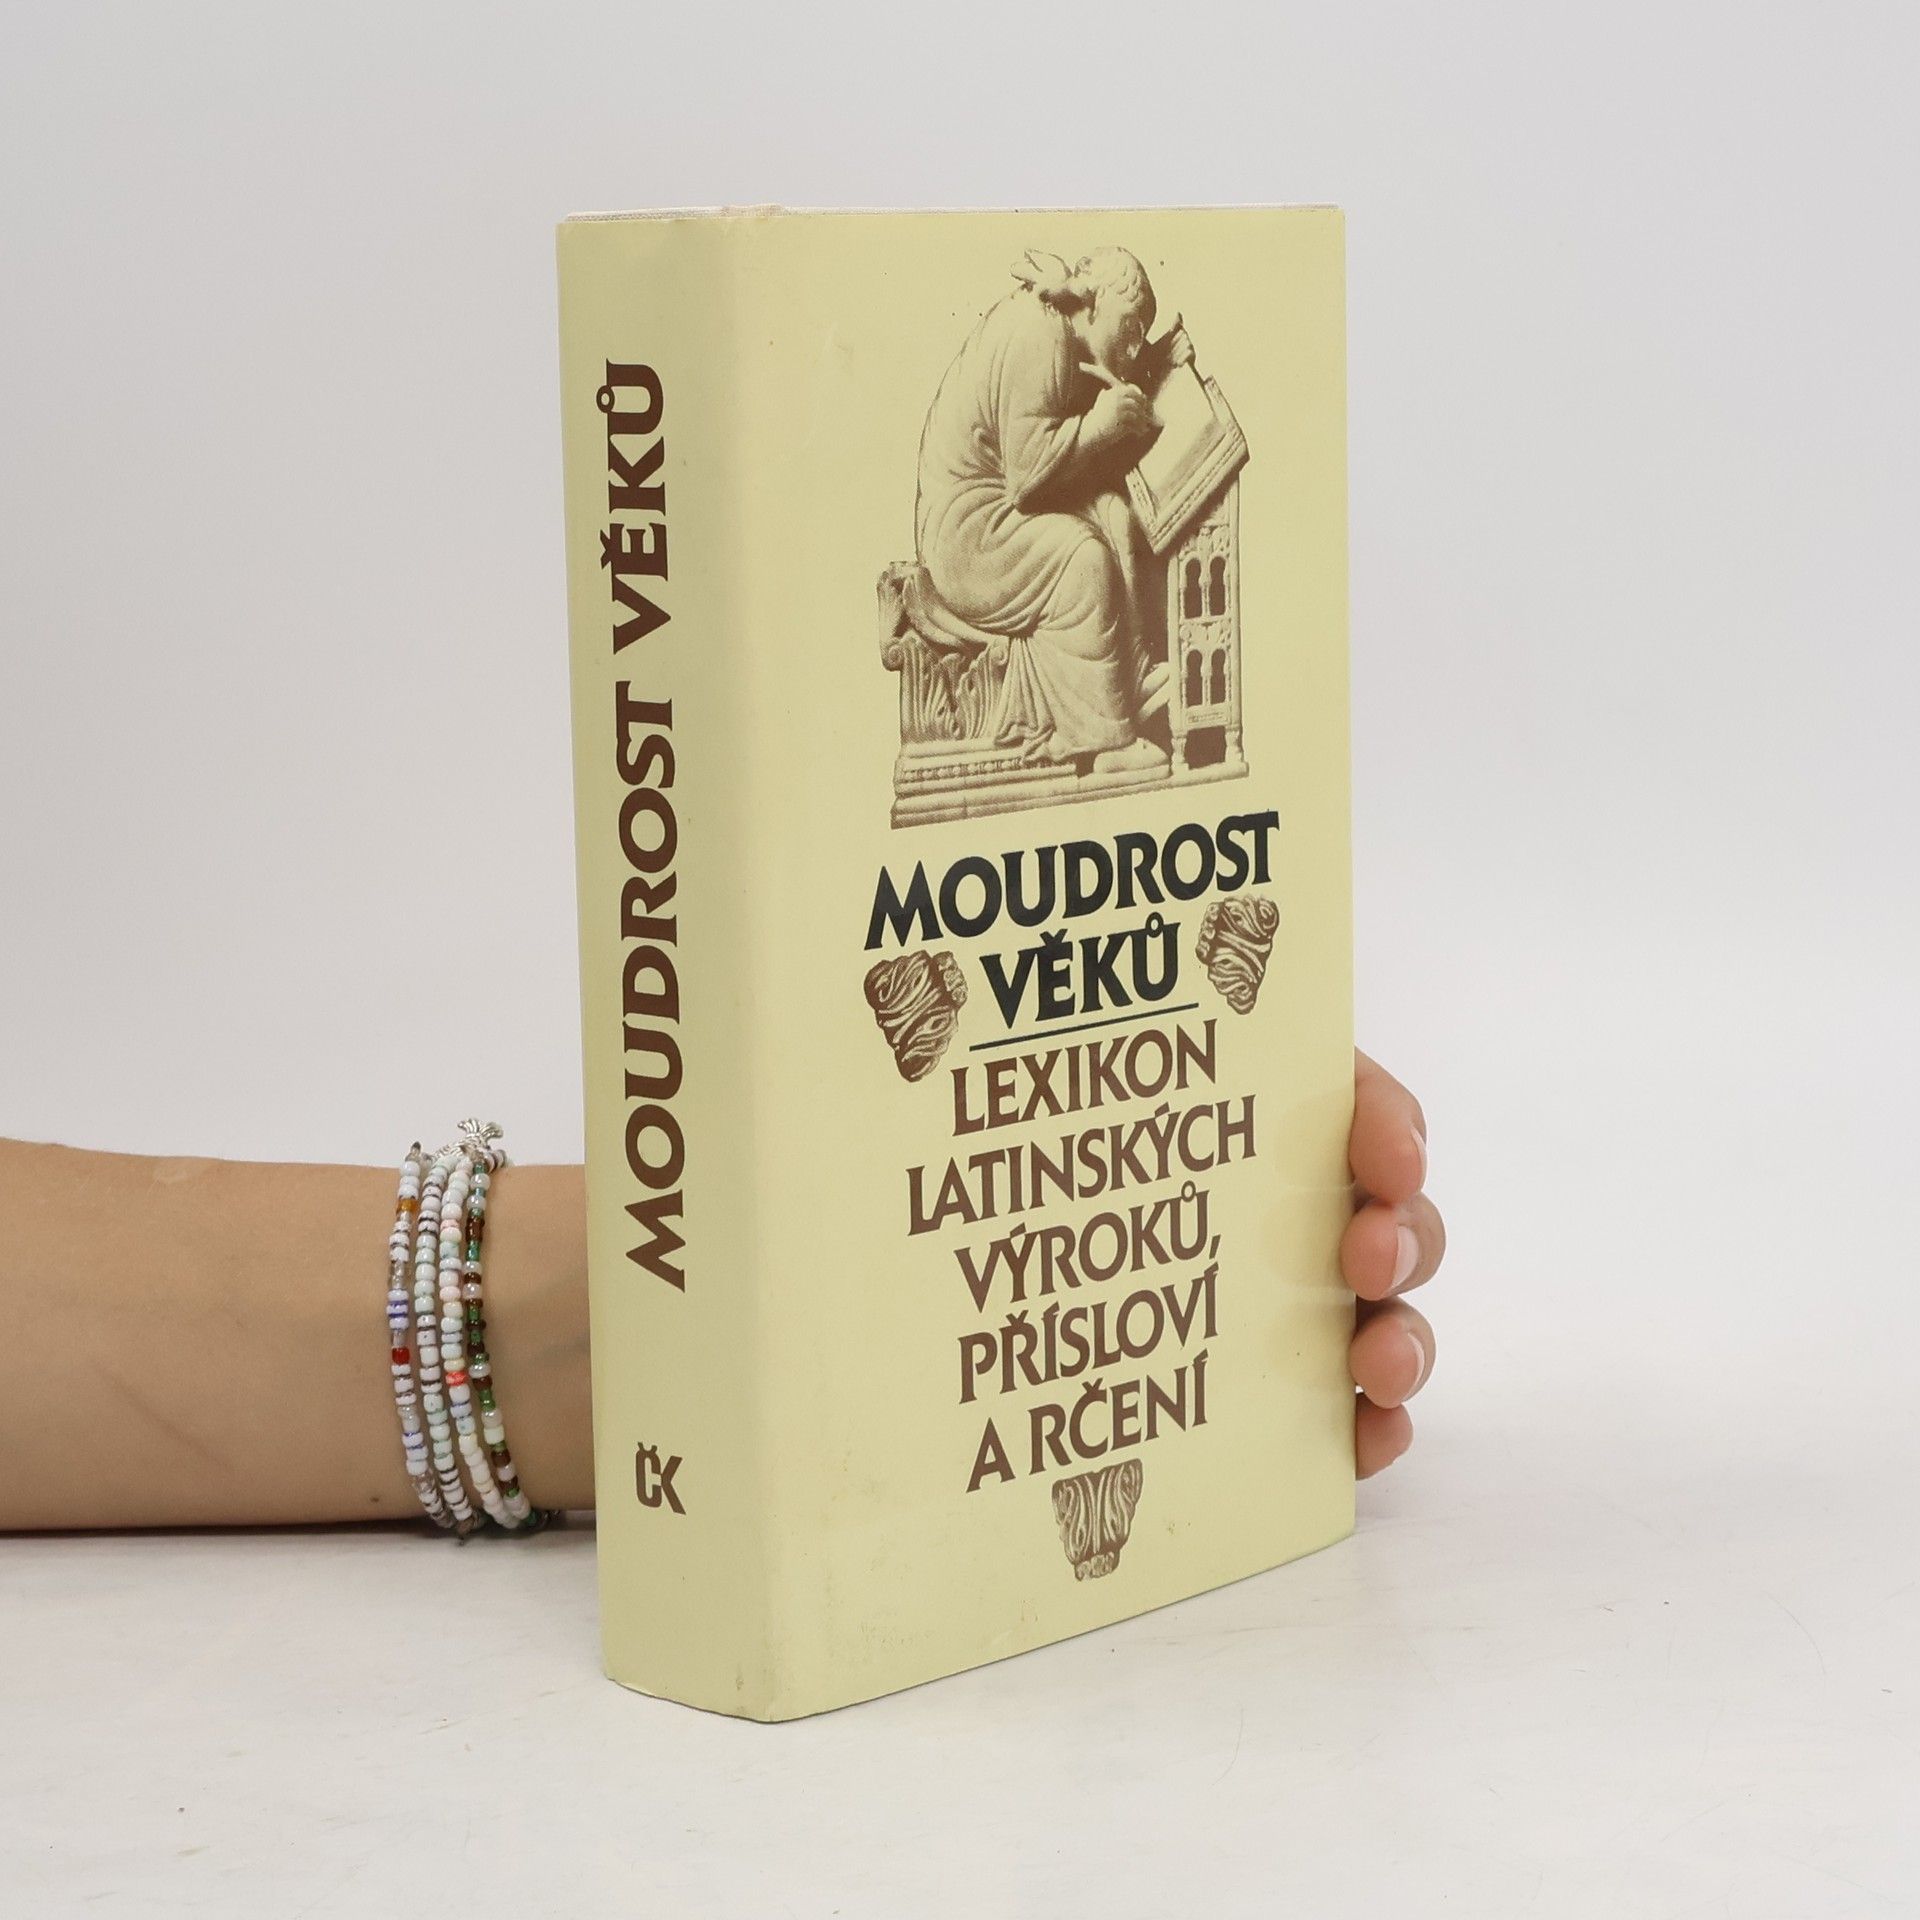 MOUDROST VĚKŮ
ČK
MOUDROST
VĚKŮ
LEXIKON
LATINSKÝCH
VÝROKŮ,
PŘÍSLOVÍ
A RČENÍ